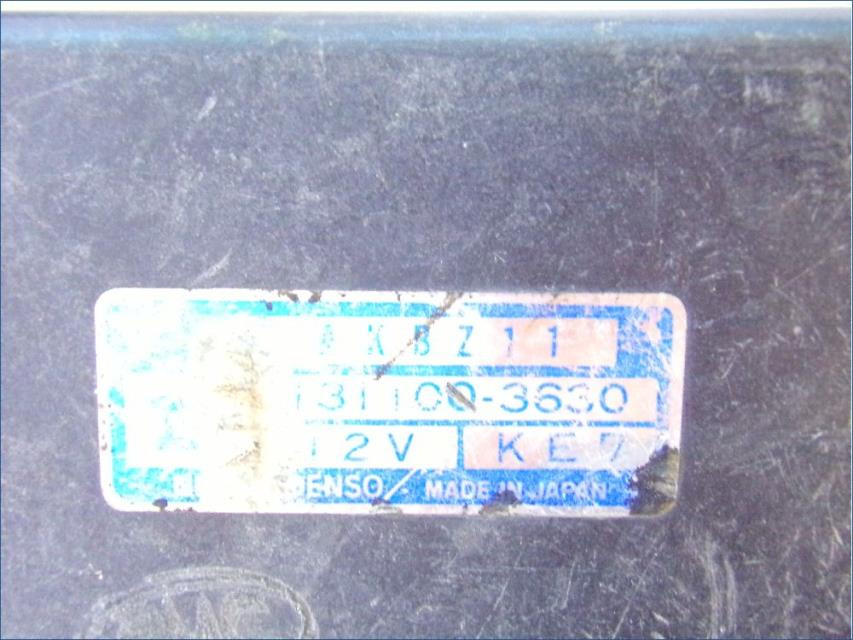 AKBZ11
131100-3630
12V KE7
DENSO MADE IN JAPAN